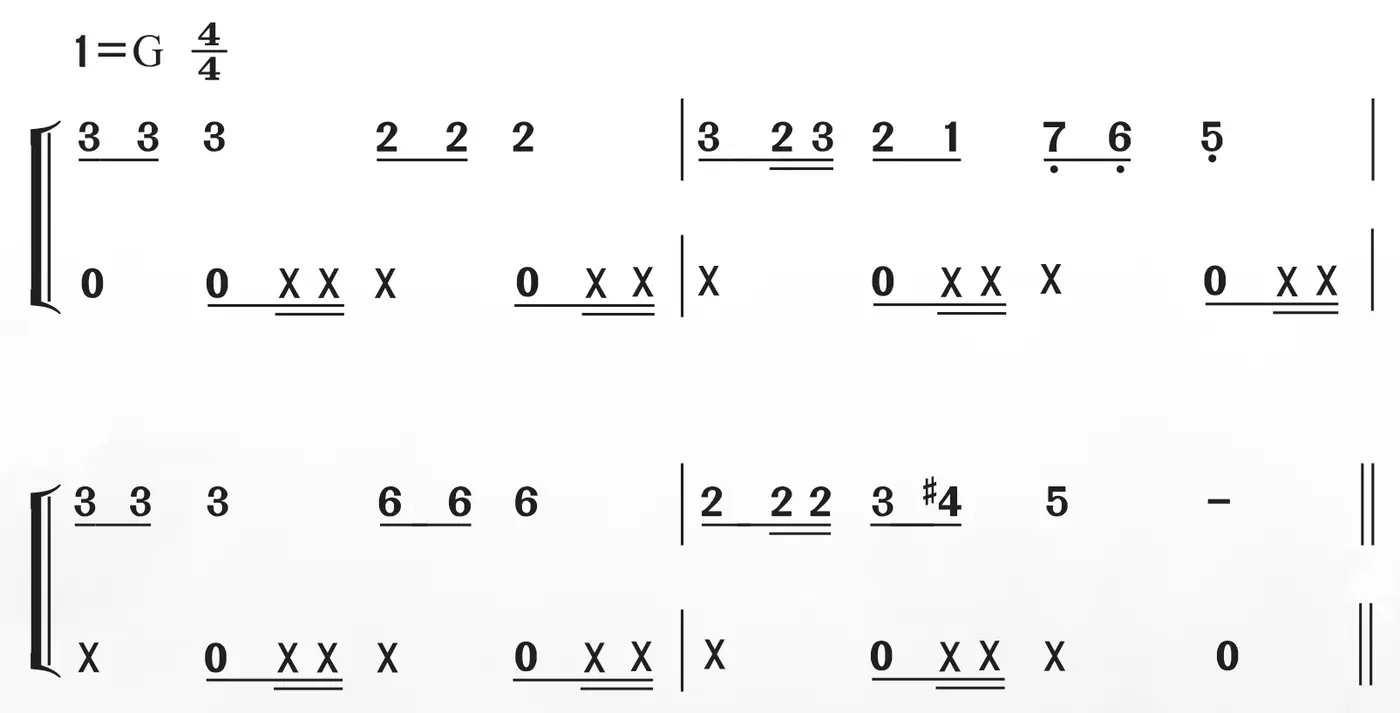 1=G 4/4
3 3 3 2 2 2 | 3 2 3 2 1 7̣ 6̣ 5̣ |
0 0 X X X 0 X X | X 0 X X X 0 X X |
3 3 3 6 6 6 | 2 2 2 3 ♯4 5 – ‖
X 0 X X X 0 X X | X 0 X X X 0 ‖